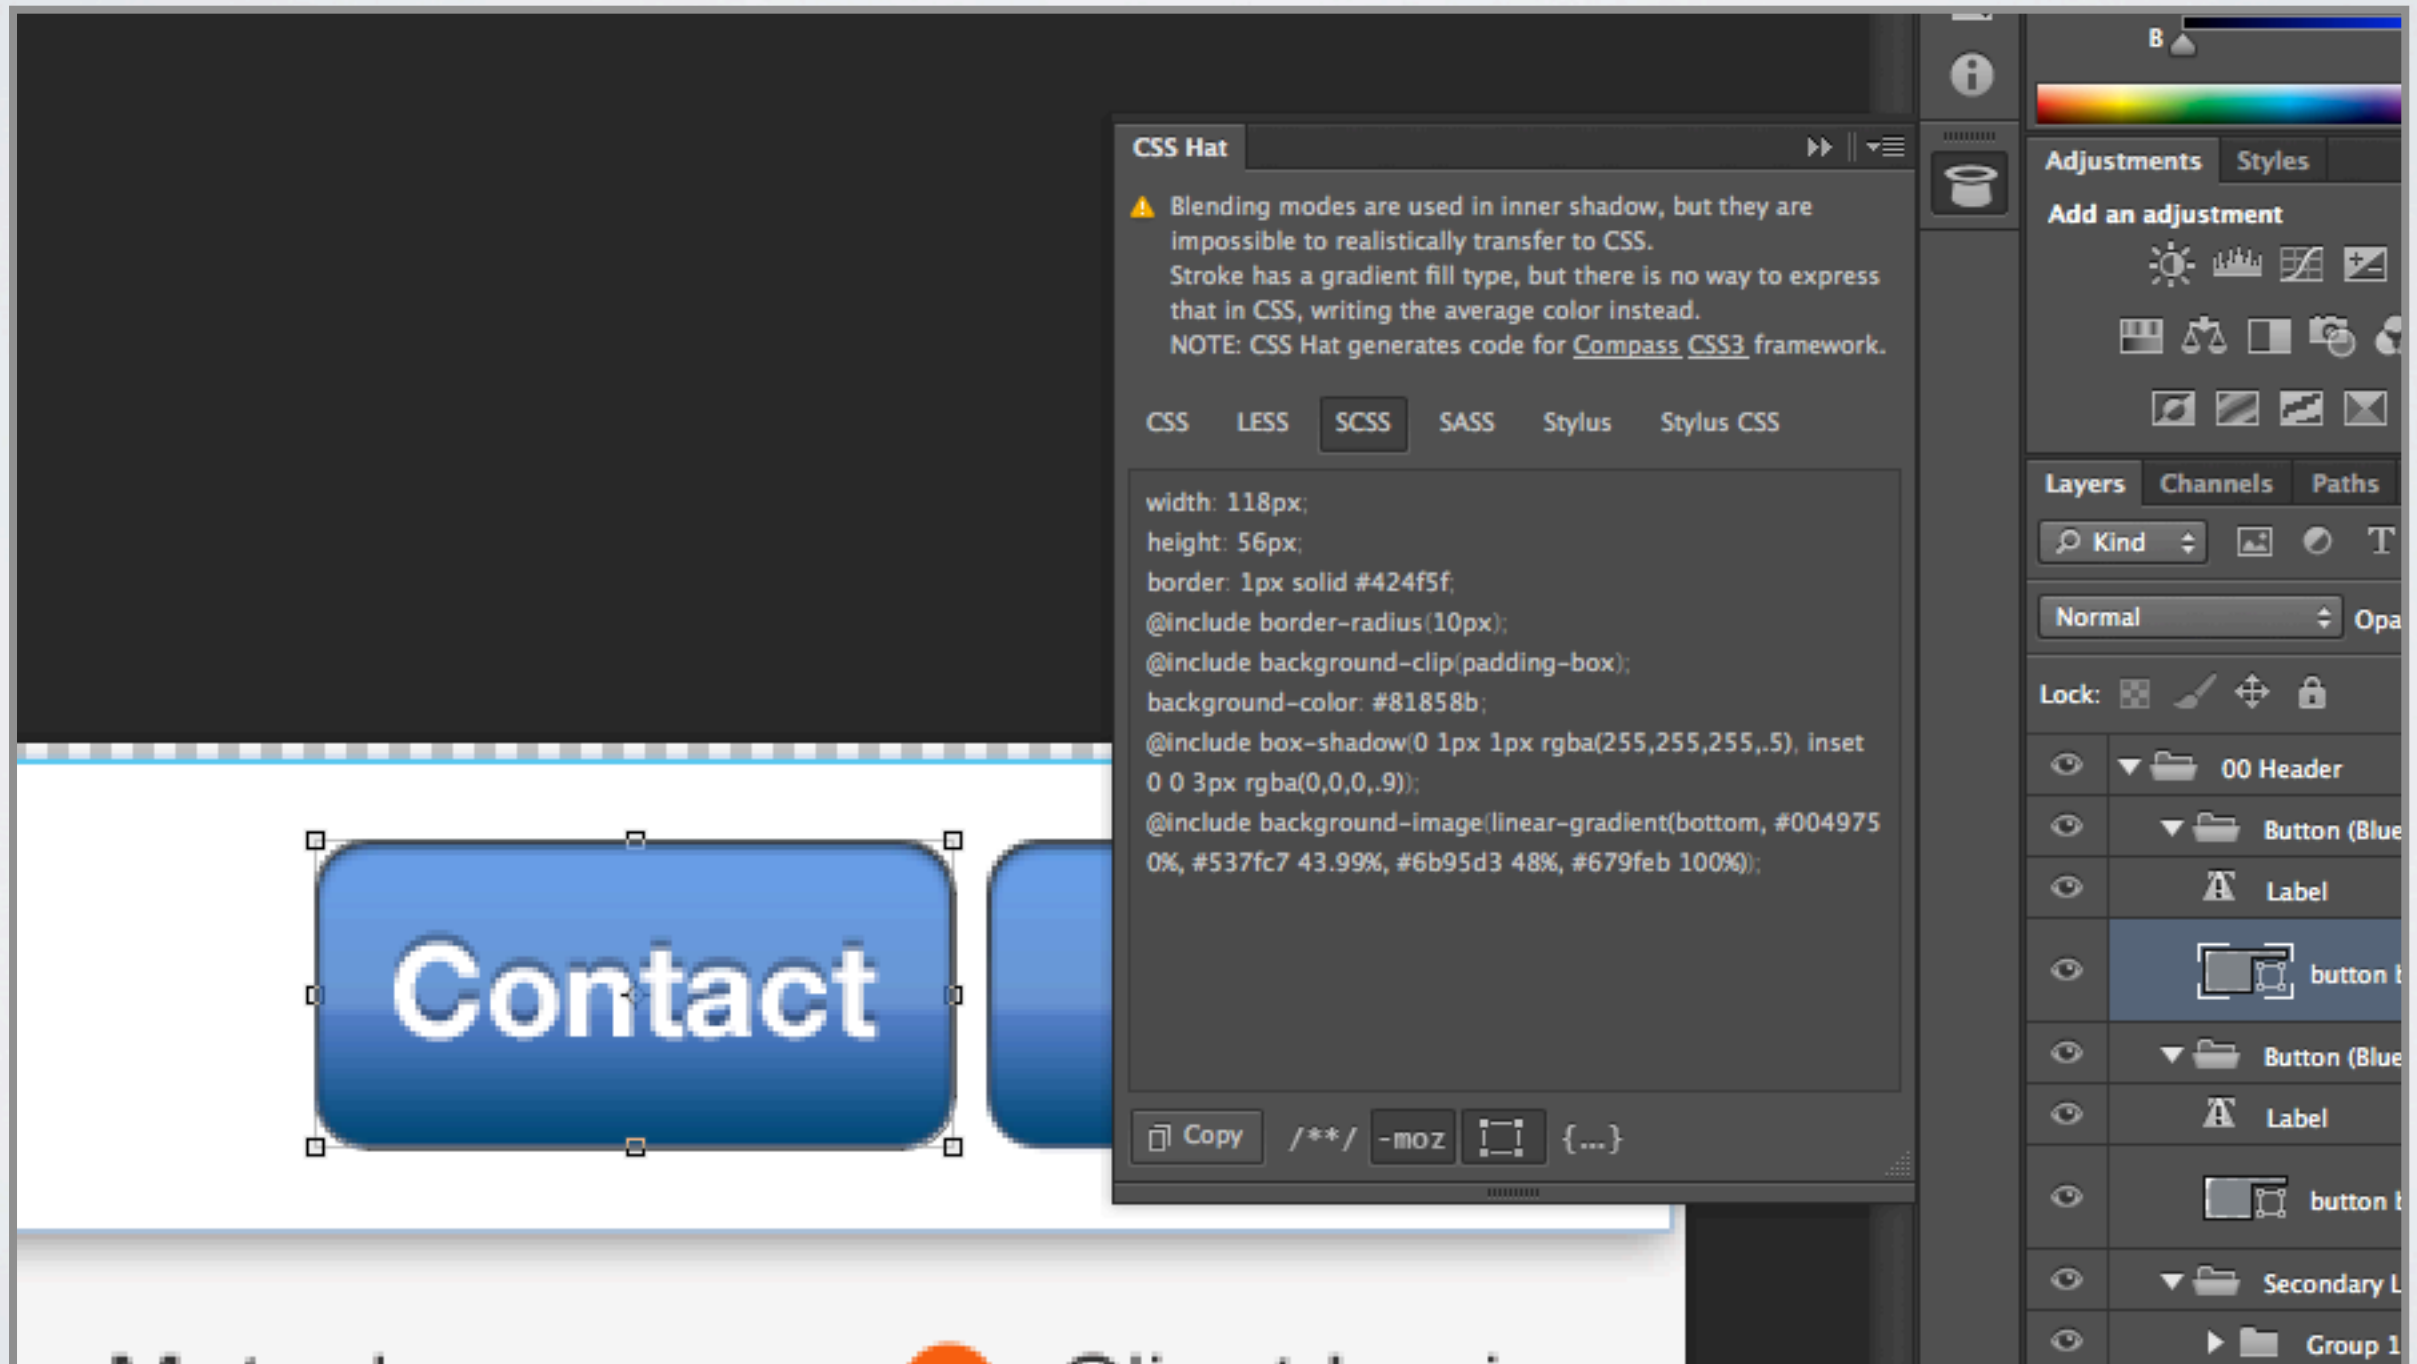 B
CSS Hat
Adjustments Styles
Blending modes are used in inner shadow, but they are
impossible to realistically transfer to CSS.
Stroke has a gradient fill type, but there is no way to express
that in CSS, writing the average color instead.
NOTE: CSS Hat generates code for Compass CSS3 framework.
Add an adjustment
CSS LESS SCSS SASS Stylus Stylus CSS
width: 118px;
height: 56px;
border: 1px solid #424f5f;
@include border-radius(10px);
@include background-clip(padding-box);
background-color: #81858b;
@include box-shadow(0 1px 1px rgba(255,255,255,.5), inset
0 0 3px rgba(0,0,0,.9));
@include background-image(linear-gradient(bottom, #004975
0%, #537fc7 43.99%, #6b95d3 48%, #679feb 100%));
Copy /**/ -moz {...}
Contact
Layers Channels Paths
Kind T
Normal Opa
Lock:
00 Header
Button (Blue
Label
button b
Button (Blue
Label
button b
Secondary L
Group 1